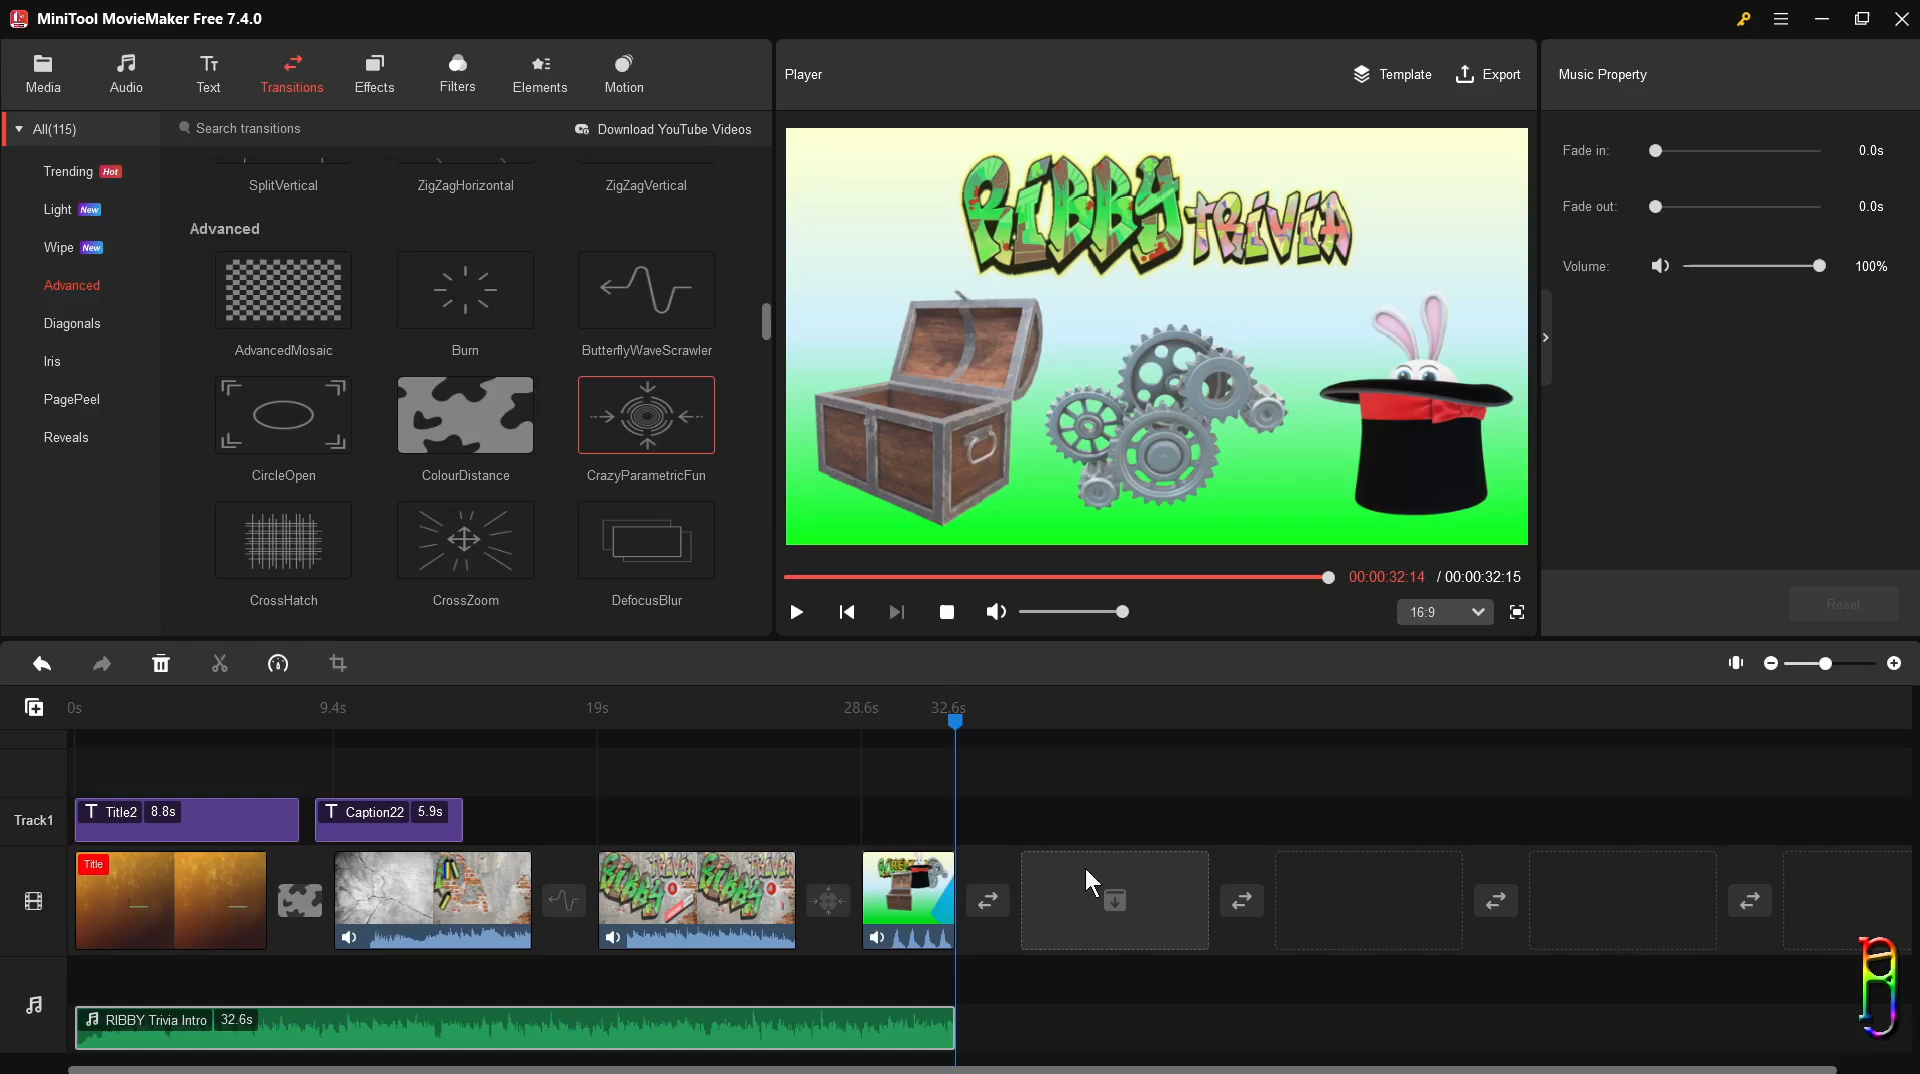 MiniTool MovieMaker Free 7.4.0
Media
Audio
Text
Transitions
Effects
Filters
Elements
Motion
Player
Template
Export
Music Property
All(115)
Search transitions
Download YouTube Videos
Trending Hot
Light New
Wipe New
Advanced
Diagonals
Iris
PagePeel
Reveals
SplitVertical
ZigZagHorizontal
ZigZagVertical
Advanced
AdvancedMosaic
Burn
ButterflyWaveScrawler
CircleOpen
ColourDistance
CrazyParametricFun
CrossHatch
CrossZoom
DefocusBlur
RIBBY TRIVIA
00:00:32:14 / 00:00:32:15
16:9
Fade in: 0.0s
Fade out: 0.0s
Volume: 100%
Reset
0s
9.4s
19s
28.6s
32.6s
Track1
Title2 8.8s
Caption22 5.9s
Title
RIBBY Trivia Intro 32.6s